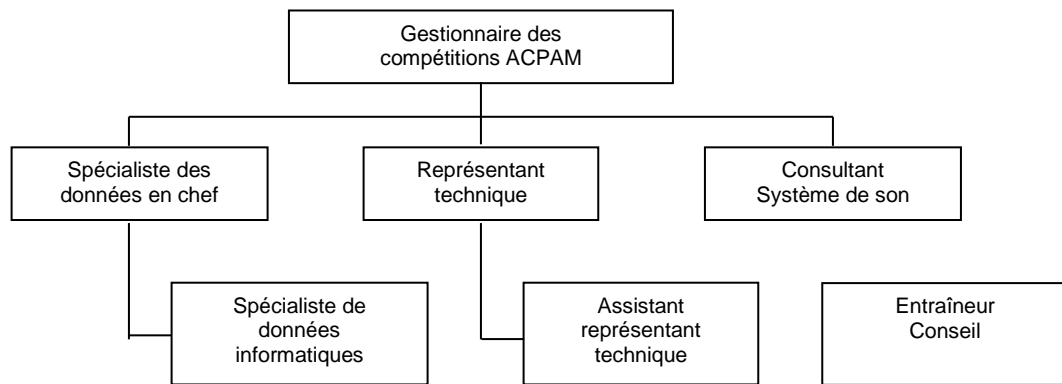 Gestionnaire des
compétitions ACPAM
Spécialiste des
données en chef
Représentant
technique
Consultant
Système de son
Spécialiste de
données
informatiques
Assistant
représentant
technique
Entraîneur
Conseil